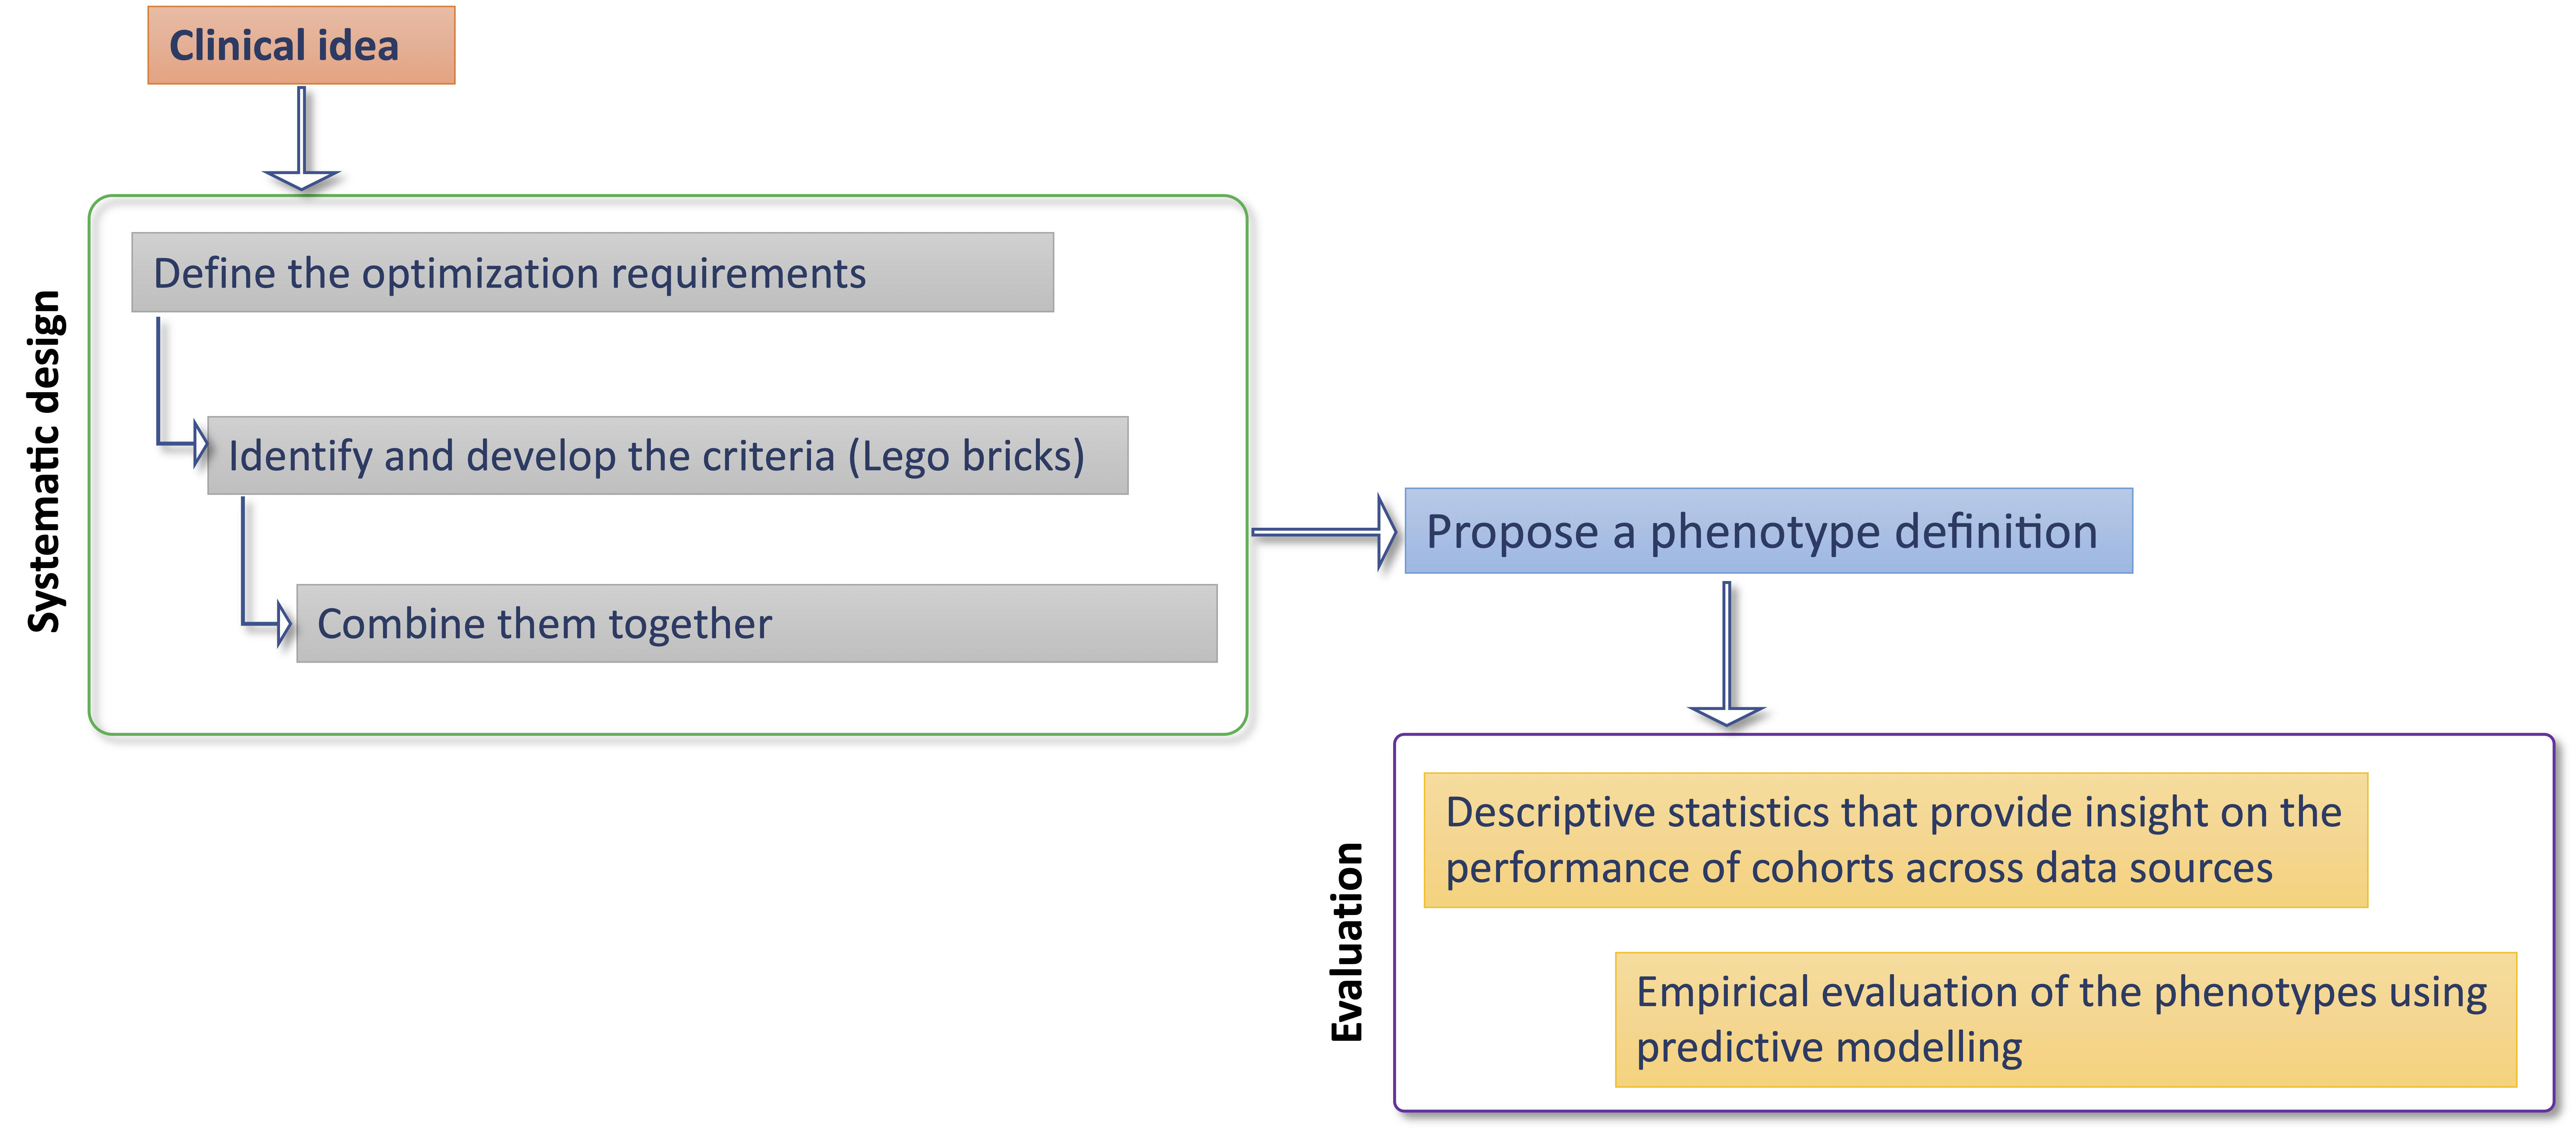 Clinical idea
Systematic design
Define the optimization requirements
Identify and develop the criteria (Lego bricks)
Combine them together
Propose a phenotype definition
Evaluation
Descriptive statistics that provide insight on the
performance of cohorts across data sources
Empirical evaluation of the phenotypes using
predictive modelling